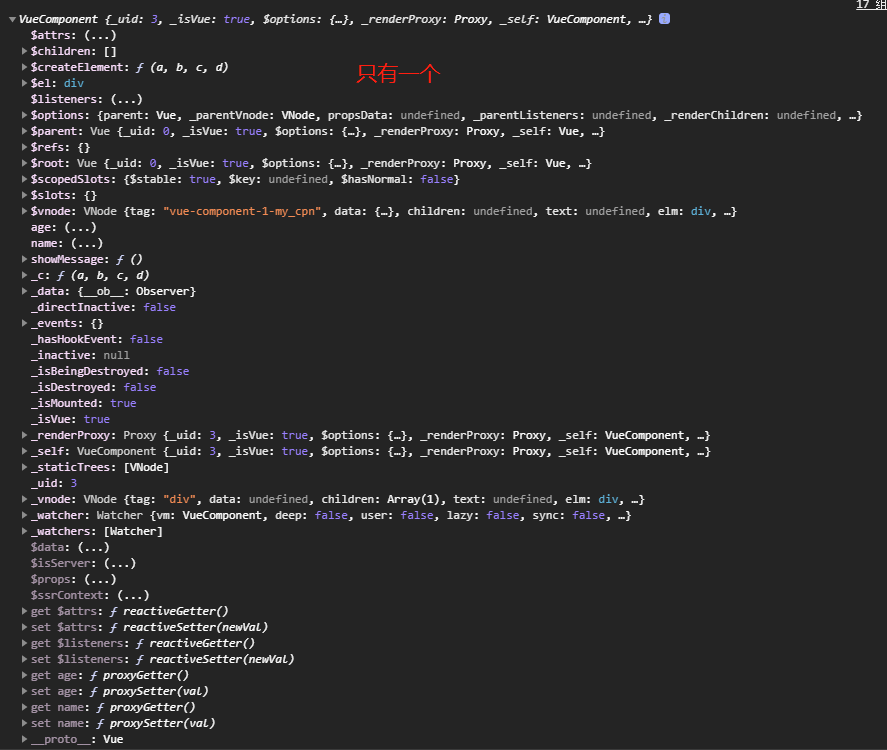 17 组
VueComponent {_uid: 3, _isVue: true, $options: {…}, _renderProxy: Proxy, _self: VueComponent, …}
$attrs: (...)
$children: []
$createElement: ƒ (a, b, c, d)
只有一个
$el: div
$listeners: (...)
$options: {parent: Vue, _parentVnode: VNode, propsData: undefined, _parentListeners: undefined, _renderChildren: undefined, …}
$parent: Vue {_uid: 0, _isVue: true, $options: {…}, _renderProxy: Proxy, _self: Vue, …}
$refs: {}
$root: Vue {_uid: 0, _isVue: true, $options: {…}, _renderProxy: Proxy, _self: Vue, …}
$scopedSlots: {$stable: true, $key: undefined, $hasNormal: false}
$slots: {}
$vnode: VNode {tag: "vue-component-1-my_cpn", data: {…}, children: undefined, text: undefined, elm: div, …}
age: (...)
name: (...)
showMessage: ƒ ()
_c: ƒ (a, b, c, d)
_data: {__ob__: Observer}
_directInactive: false
_events: {}
_hasHookEvent: false
_inactive: null
_isBeingDestroyed: false
_isDestroyed: false
_isMounted: true
_isVue: true
_renderProxy: Proxy {_uid: 3, _isVue: true, $options: {…}, _renderProxy: Proxy, _self: VueComponent, …}
_self: VueComponent {_uid: 3, _isVue: true, $options: {…}, _renderProxy: Proxy, _self: VueComponent, …}
_staticTrees: [VNode]
_uid: 3
_vnode: VNode {tag: "div", data: undefined, children: Array(1), text: undefined, elm: div, …}
_watcher: Watcher {vm: VueComponent, deep: false, user: false, lazy: false, sync: false, …}
_watchers: [Watcher]
$data: (...)
$isServer: (...)
$props: (...)
$ssrContext: (...)
get $attrs: ƒ reactiveGetter()
set $attrs: ƒ reactiveSetter(newVal)
get $listeners: ƒ reactiveGetter()
set $listeners: ƒ reactiveSetter(newVal)
get age: ƒ proxyGetter()
set age: ƒ proxySetter(val)
get name: ƒ proxyGetter()
set name: ƒ proxySetter(val)
__proto__: Vue